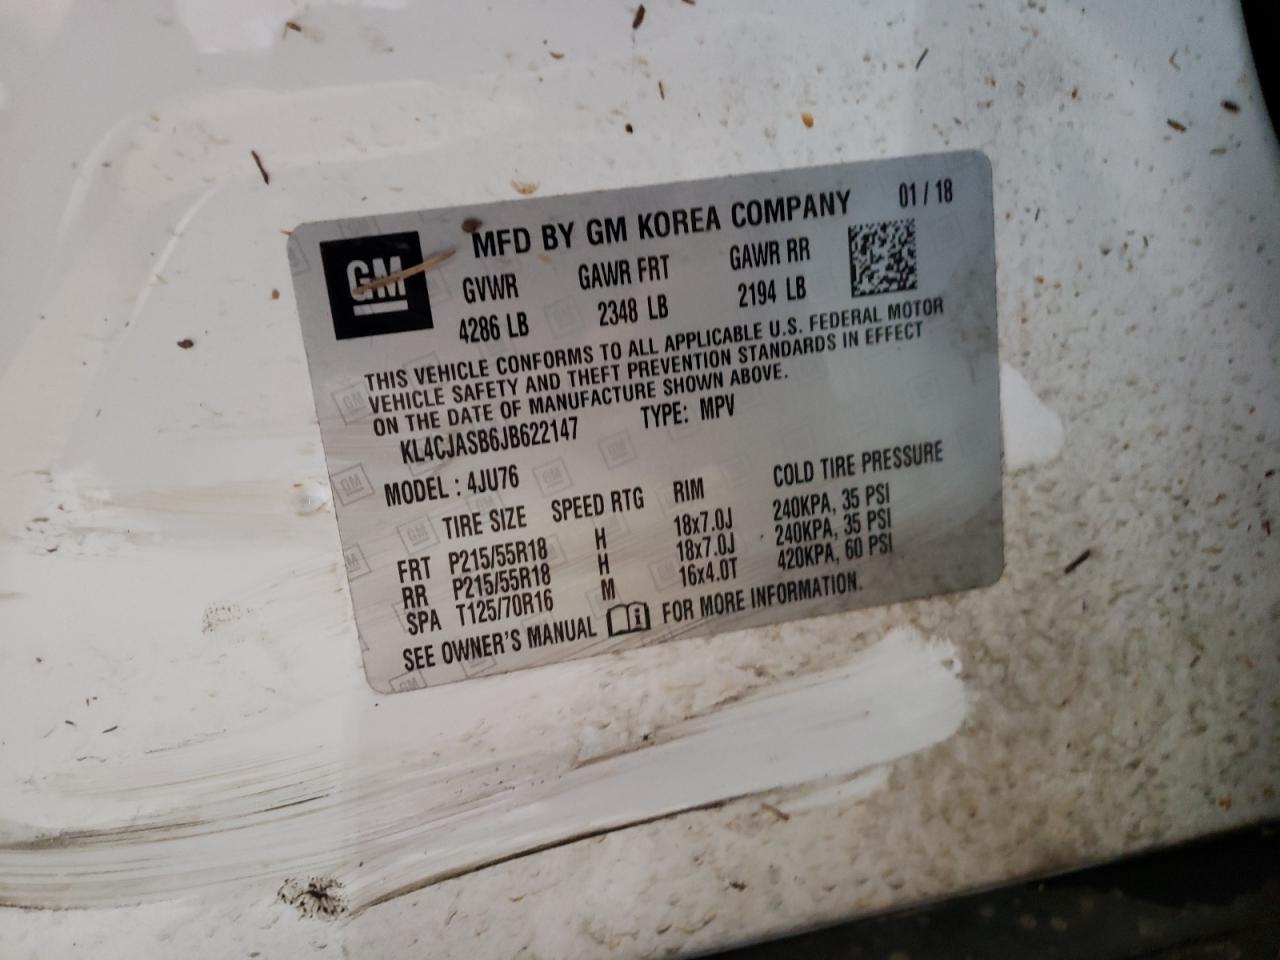 GM
MFD BY GM KOREA COMPANY 01 / 18
GVWR GAWR FRT GAWR RR
4286 LB 2348 LB 2194 LB
THIS VEHICLE CONFORMS TO ALL APPLICABLE U.S. FEDERAL MOTOR
VEHICLE SAFETY AND THEFT PREVENTION STANDARDS IN EFFECT
ON THE DATE OF MANUFACTURE SHOWN ABOVE.
KL4CJASB6JB622147 TYPE: MPV
MODEL : 4JU76
TIRE SIZE SPEED RTG RIM COLD TIRE PRESSURE
FRT P215/55R18 H 18x7.0J 240KPA, 35 PSI
RR P215/55R18 H 18x7.0J 240KPA, 35 PSI
SPA T125/70R16 M 16x4.0T 420KPA, 60 PSI
SEE OWNER'S MANUAL FOR MORE INFORMATION.